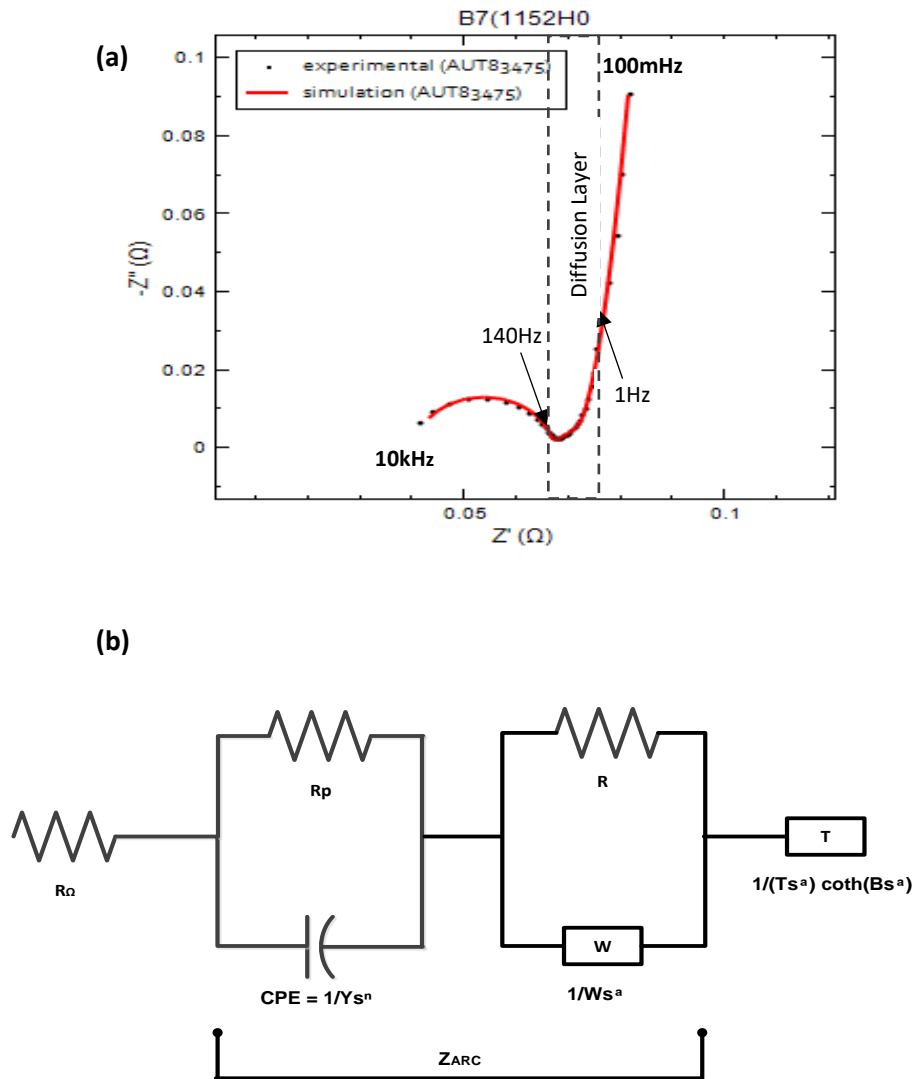 B7(1152H0
(a)
0.1
experimental (AUT83475)
simulation (AUT83475)
100mHz
0.08
0.06
Diffusion Layer
-Z" (Ω)
0.04
140Hz
0.02
1Hz
0
10kHz
0.05
0.1
Z' (Ω)
(b)
Rp
R
RΩ
T
1/(Tsᵃ) coth(Bsᵃ)
W
CPE = 1/Ysⁿ
1/Wsᵃ
ZARC